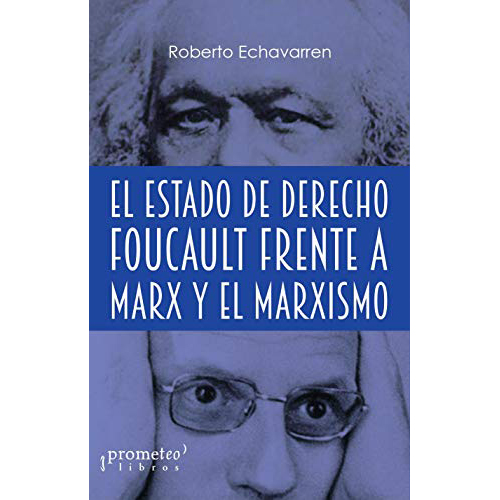 Roberto Echavarren
EL ESTADO DE DERECHO
FOUCAULT FRENTE A
MARX Y EL MARXISMO
prometeo
libros